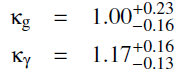 κg = 1.00 +0.23 −0.16
κγ = 1.17 +0.16 −0.13